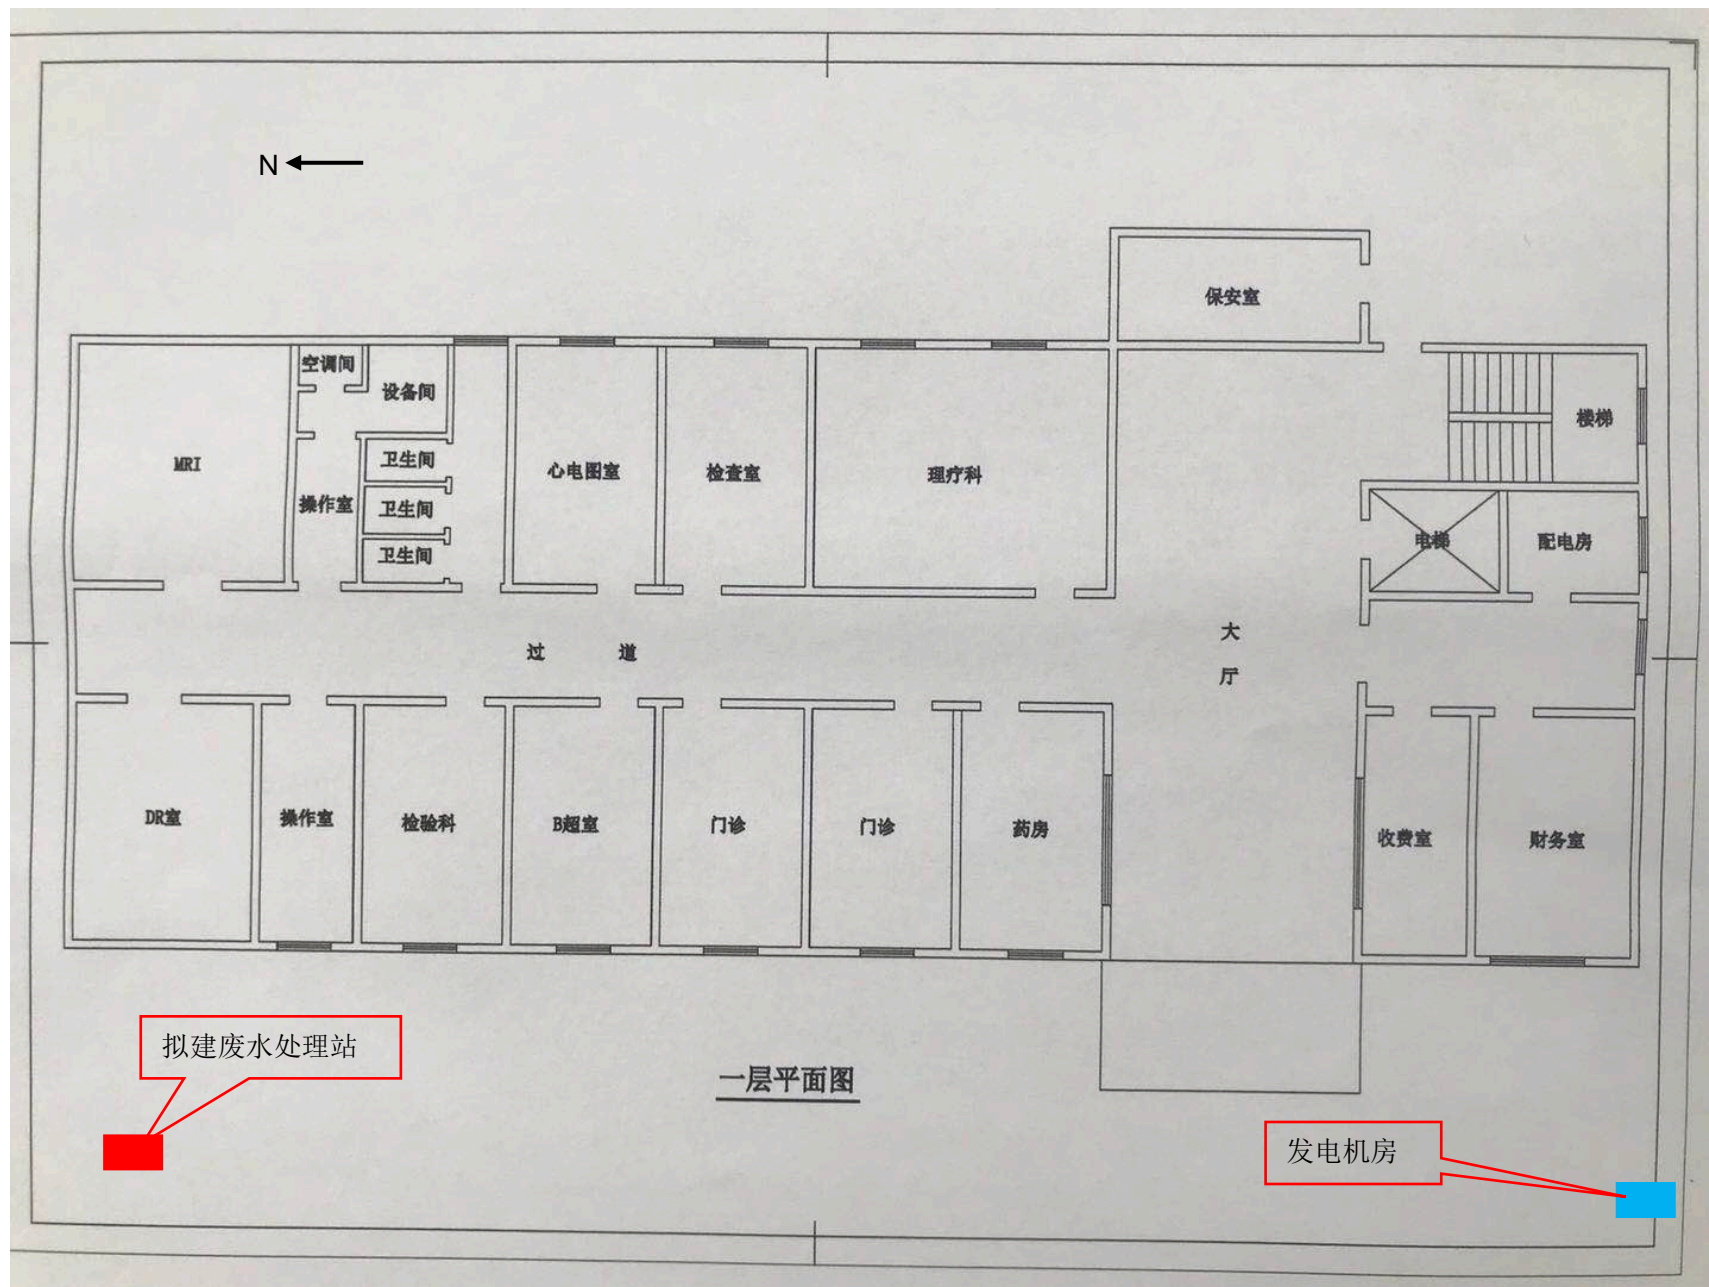 N
保安室
空调间
设备间
楼梯
MRI
卫生间
心电图室
检查室
理疗科
操作室
卫生间
卫生间
电梯
配电房
大
厅
过 道
DR室
操作室
检验科
B超室
门诊
门诊
药房
收费室
财务室
拟建废水处理站
一层平面图
发电机房